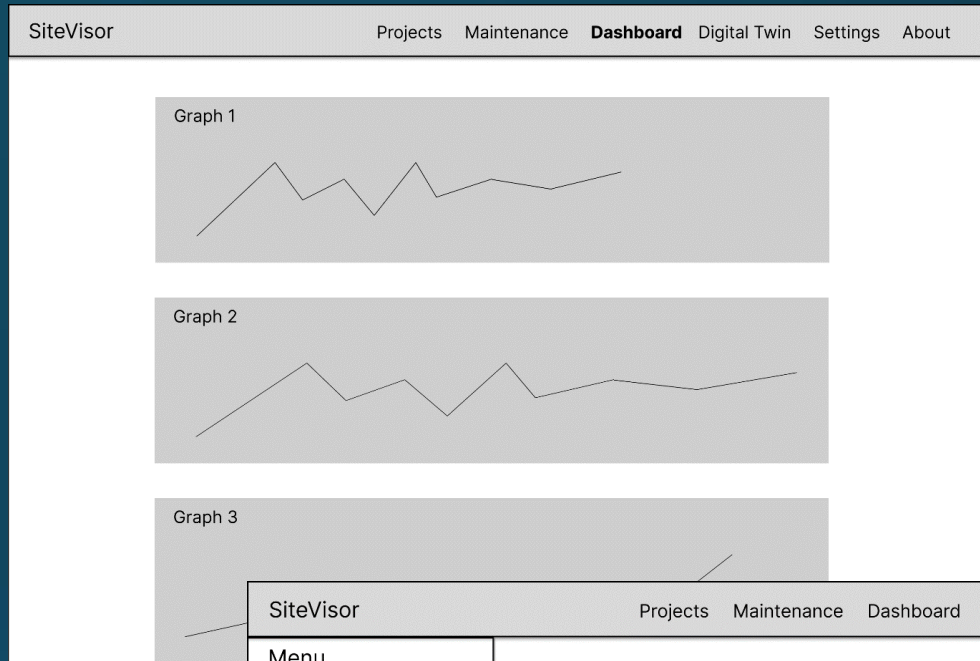 SiteVisor Projects Maintenance Dashboard Digital Twin Settings About
Graph 1
Graph 2
Graph 3
SiteVisor Projects Maintenance Dashboard
Menu